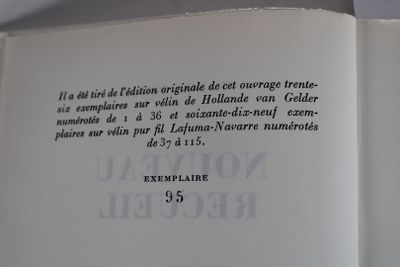 Il a été tiré de l'édition originale de cet ouvrage trente-
six exemplaires sur vélin de Hollande van Gelder
numérotés de 1 à 36 et soixante-dix-neuf exem-
plaires sur vélin pur fil Lafuma-Navarre numérotés
de 37 à 115.
EXEMPLAIRE
95
NOUVEAU
RECUEIL